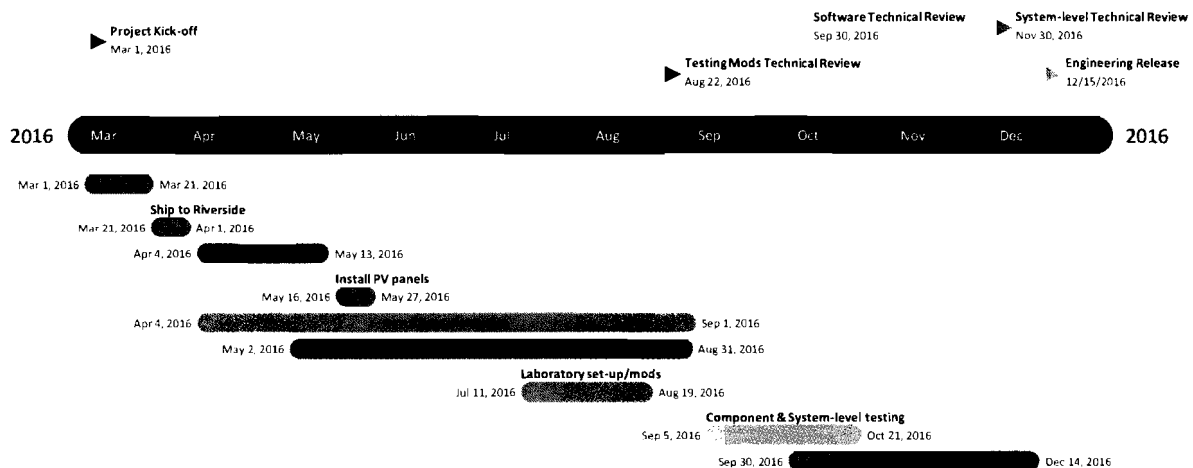 Project Kick-off
Mar 1, 2016
Software Technical Review
Sep 30, 2016
System-level Technical Review
Nov 30, 2016
Testing Mods Technical Review
Aug 22, 2016
Engineering Release
12/15/2016
2016 Mar Apr May Jun Jul Aug Sep Oct Nov Dec 2016
Mar 1, 2016 Mar 21, 2016
Ship to Riverside
Mar 21, 2016 Apr 1, 2016
Apr 4, 2016 May 13, 2016
Install PV panels
May 16, 2016 May 27, 2016
Apr 4, 2016 Sep 1, 2016
May 2, 2016 Aug 31, 2016
Laboratory set-up/mods
Jul 11, 2016 Aug 19, 2016
Component & System-level testing
Sep 5, 2016 Oct 21, 2016
Sep 30, 2016 Dec 14, 2016